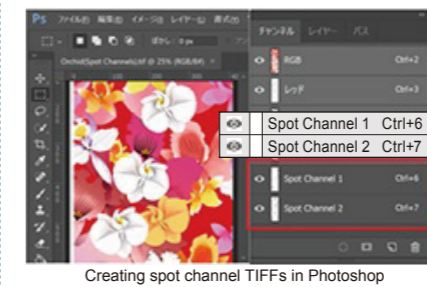 Ps ファイル(F) 編集(E) イメージ(I) レイヤー(L) 書式(Y)
ぼかし: 0 px
Orchid(Spot Channels).tif @ 25% (RGB/8#) ×
チャンネル レイヤー パス
RGB Ctrl+2
レッド Ctrl+3
Spot Channel 1 Ctrl+6
Spot Channel 2 Ctrl+7
Spot Channel 1 Ctrl+6
Spot Channel 2 Ctrl+7
Creating spot channel TIFFs in Photoshop